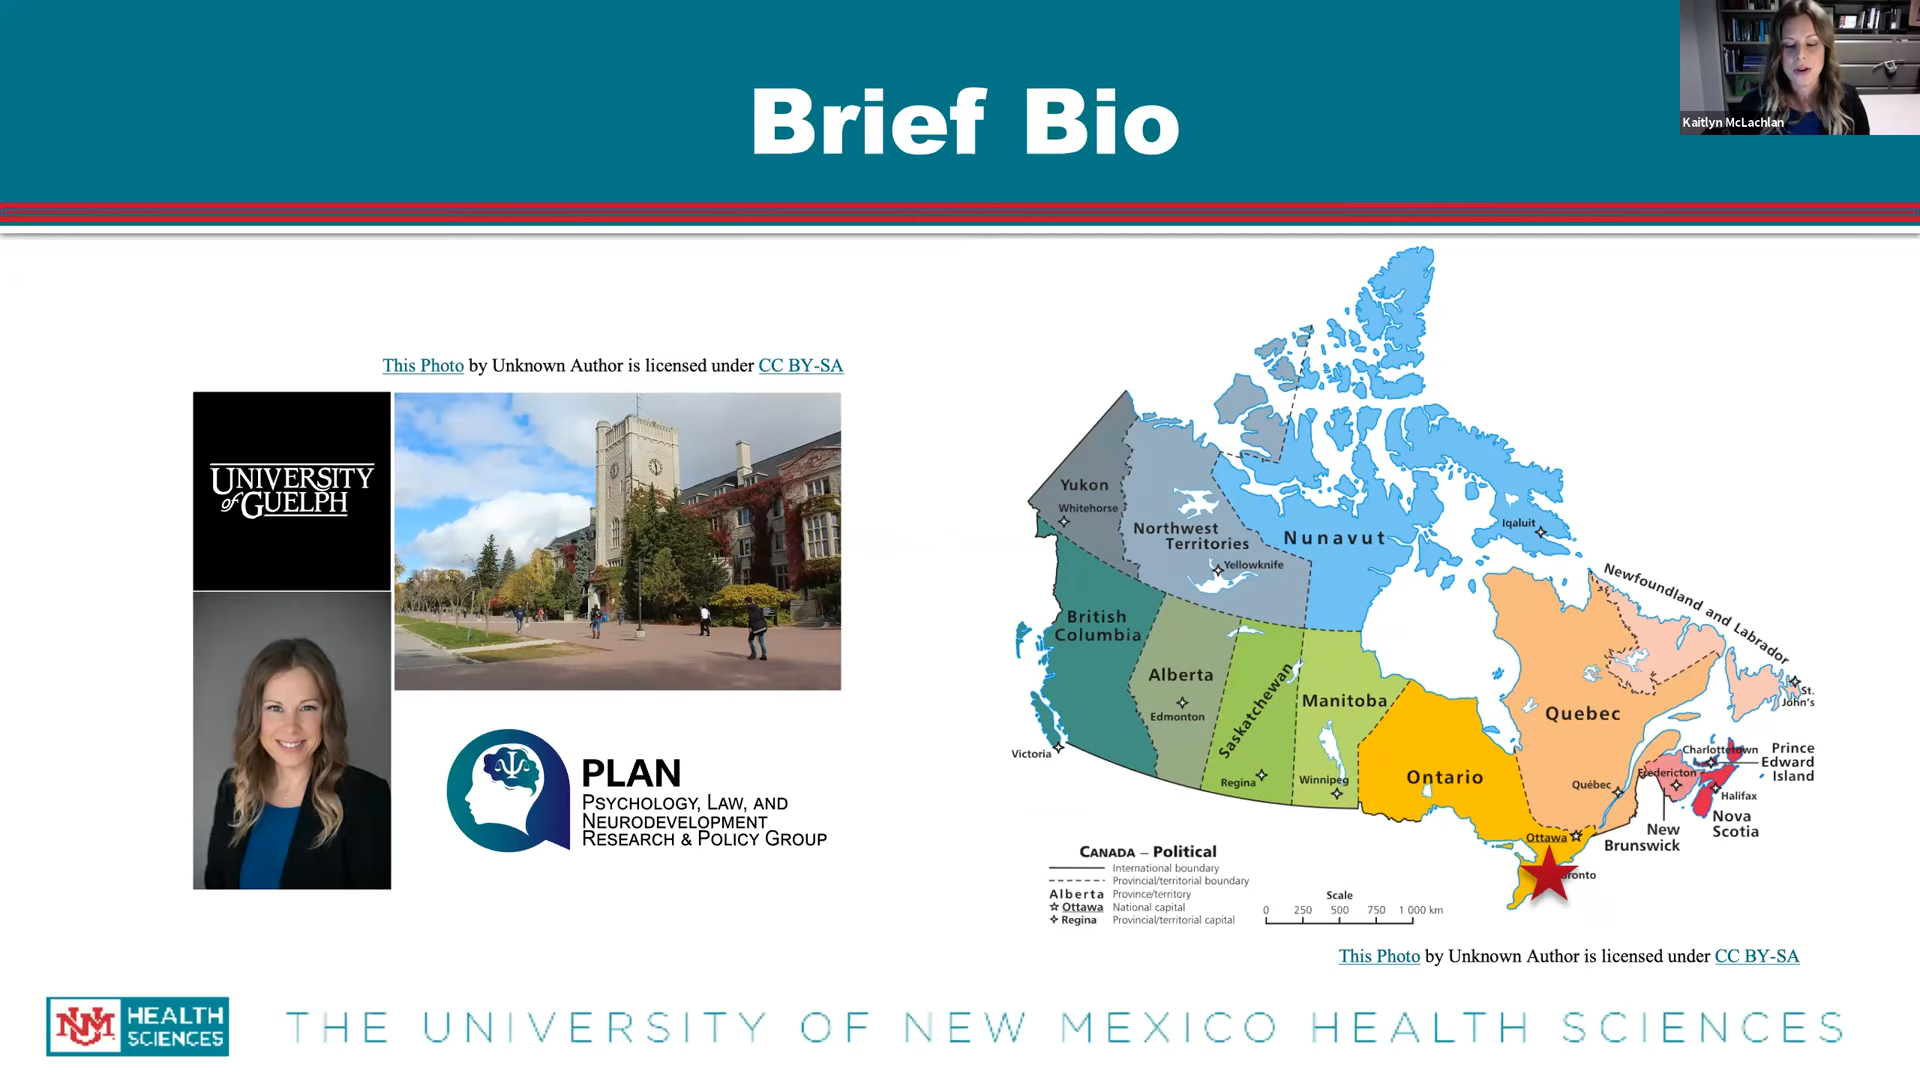 Brief Bio
Kaitlyn McLachlan
This Photo by Unknown Author is licensed under CC BY-SA
UNIVERSITY
of GUELPH
PLAN
PSYCHOLOGY, LAW, AND
NEURODEVELOPMENT
RESEARCH & POLICY GROUP
Yukon
Whitehorse
Northwest
Territories
Yellowknife
Nunavut
Iqaluit
Newfoundland and Labrador
St.
John's
British
Columbia
Victoria
Alberta
Edmonton
Saskatchewan
Regina
Manitoba
Winnipeg
Ontario
Ottawa
ronto
Quebec
Québec
Charlottetown
Prince
Edward
Island
Fredericton
Halifax
Nova
Scotia
New
Brunswick
CANADA – Political
International boundary
Provincial/territorial boundary
Alberta Province/territory
Ottawa National capital
Regina Provincial/territorial capital
Scale
0 250 500 750 1 000 km
This Photo by Unknown Author is licensed under CC BY-SA
UNM HEALTH
SCIENCES
THE UNIVERSITY OF NEW MEXICO HEALTH SCIENCES